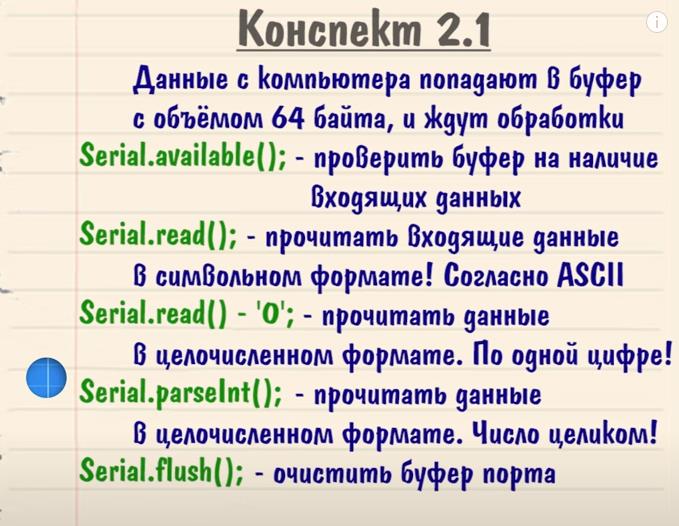 Конспект 2.1
Данные с компьютера попадают в буфер
с объёмом 64 байта, и ждут обработки
Serial.available(); - проверить буфер на наличие
входящих данных
Serial.read(); - прочитать входящие данные
в символьном формате! Согласно ASCII
Serial.read() - '0'; - прочитать данные
в целочисленном формате. По одной цифре!
Serial.parseInt(); - прочитать данные
в целочисленном формате. Число целиком!
Serial.flush(); - очистить буфер порта